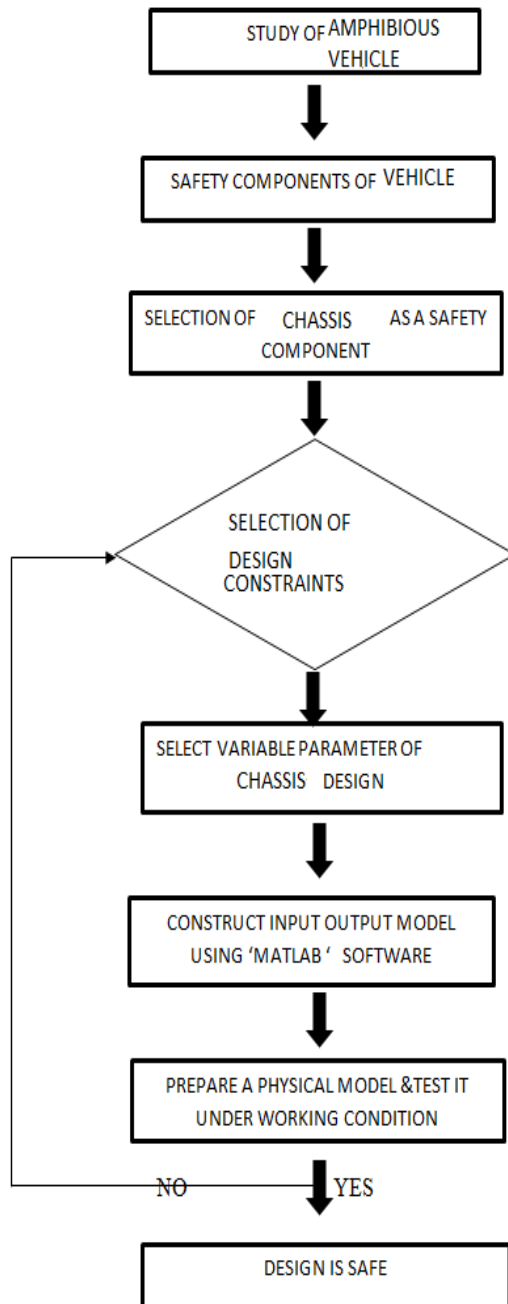 STUDY OF AMPHIBIOUS
VEHICLE
SAFETY COMPONENTS OF VEHICLE
SELECTION OF CHASSIS AS A SAFETY
COMPONENT
SELECTION OF
DESIGN
CONSTRAINTS
SELECT VARIABLE PARAMETER OF
CHASSIS DESIGN
CONSTRUCT INPUT OUTPUT MODEL
USING ‘MATLAB ‘ SOFTWARE
PREPARE A PHYSICAL MODEL &TEST IT
UNDER WORKING CONDITION
NO YES
DESIGN IS SAFE